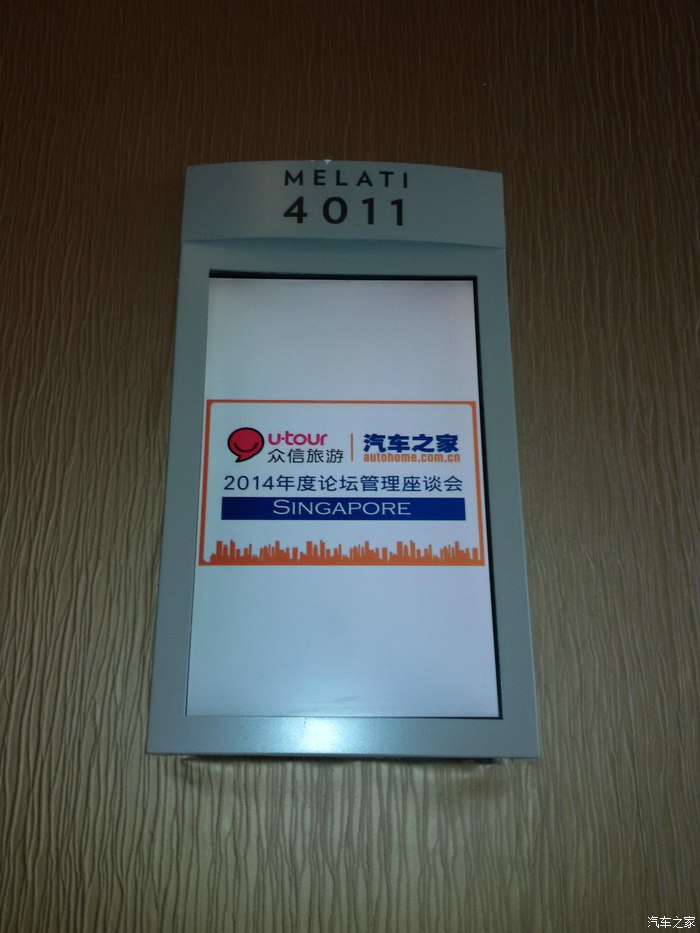 MELATI
4011
u·tour
众信旅游
汽车之家
autohome.com.cn
2014年度论坛管理座谈会
SINGAPORE
汽车之家